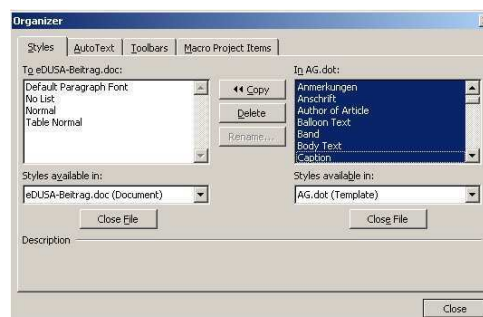 Organizer
Styles AutoText Toolbars Macro Project Items
To eDUSA-Beitrag.doc:
Default Paragraph Font
No List
Normal
Table Normal
Copy
Delete
Rename...
In AG.dot:
Anmerkungen
Anschrift
Author of Article
Balloon Text
Band
Body Text
Caption
Styles available in:
eDUSA-Beitrag.doc (Document)
Close File
Styles available in:
AG.dot (Template)
Close File
Description
Close